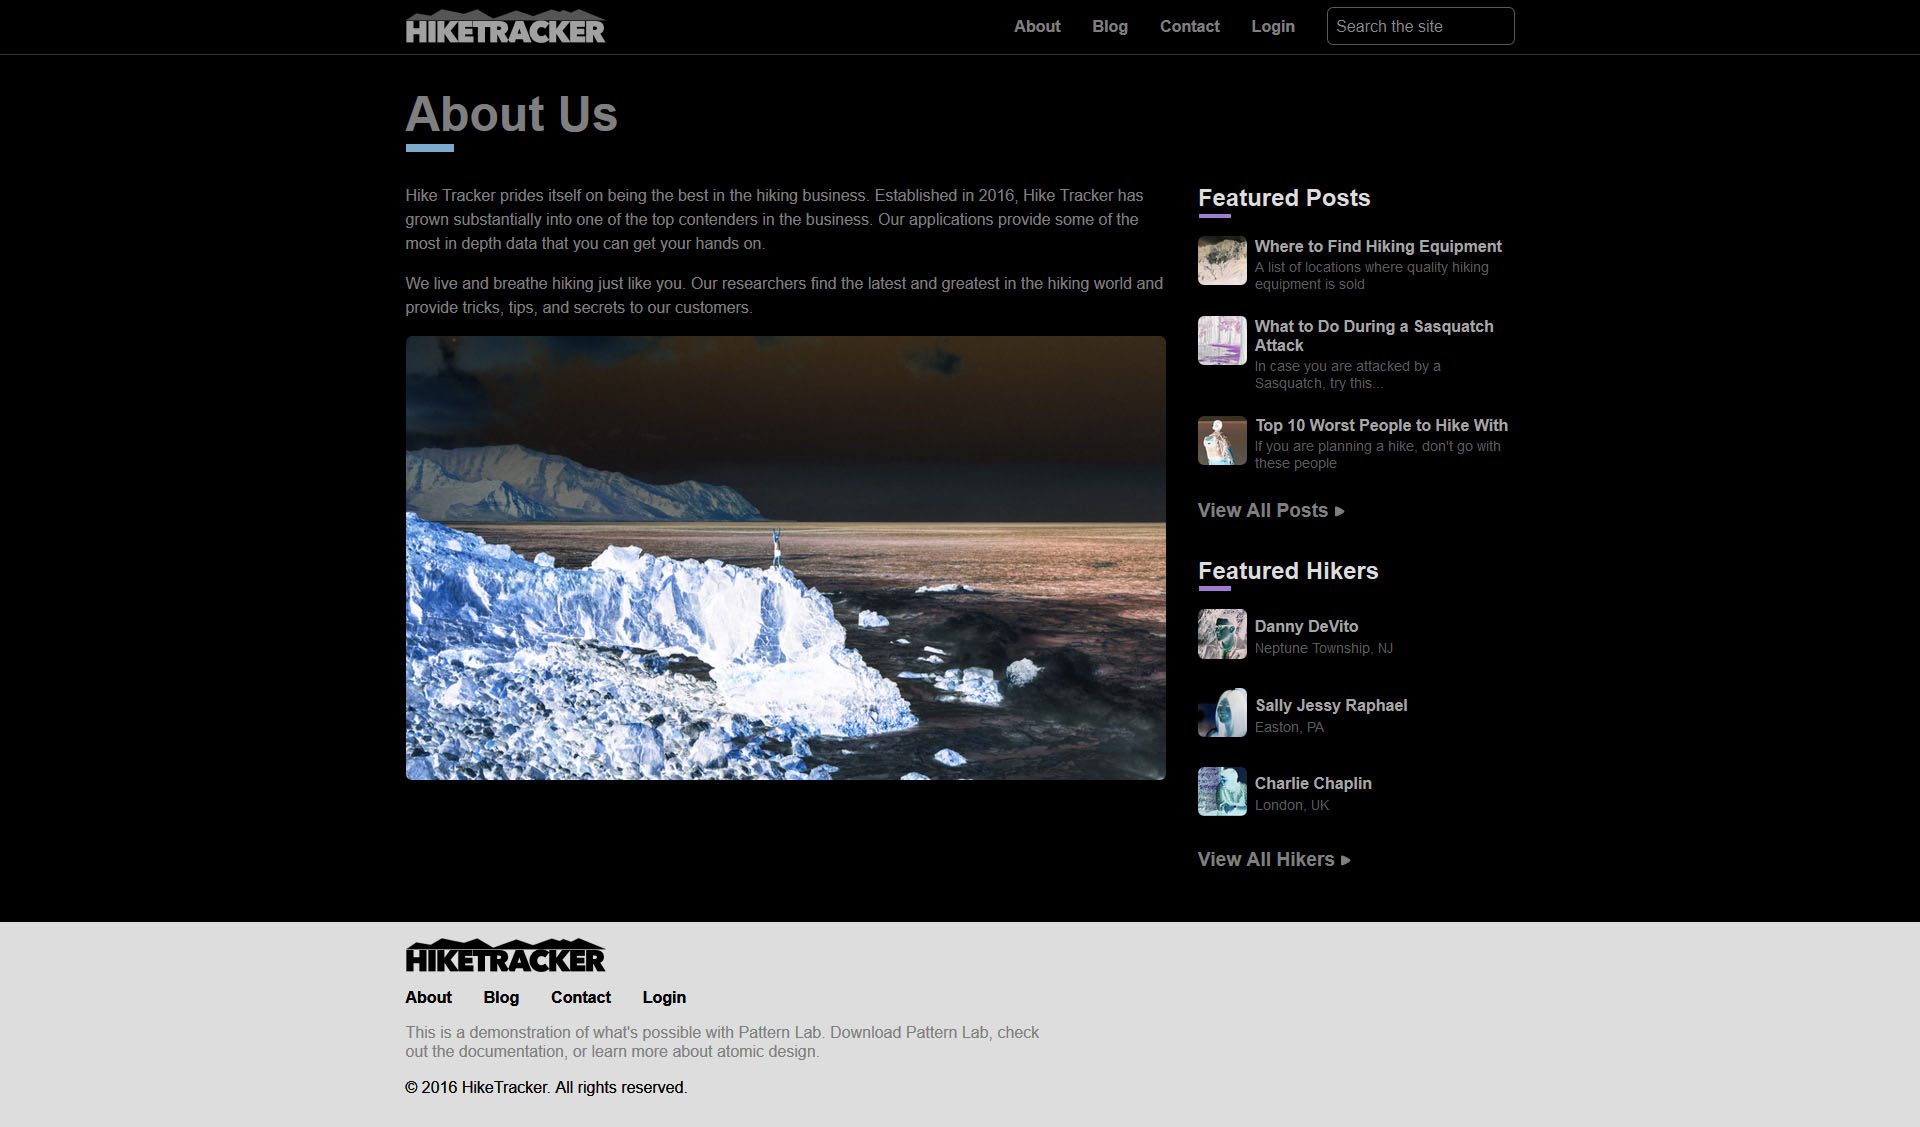 HIKETRACKER
About
Blog
Contact
Login
Search the site
About Us
Hike Tracker prides itself on being the best in the hiking business. Established in 2016, Hike Tracker has
grown substantially into one of the top contenders in the business. Our applications provide some of the
most in depth data that you can get your hands on.
We live and breathe hiking just like you. Our researchers find the latest and greatest in the hiking world and
provide tricks, tips, and secrets to our customers.
Featured Posts
Where to Find Hiking Equipment
A list of locations where quality hiking
equipment is sold
What to Do During a Sasquatch
Attack
In case you are attacked by a
Sasquatch, try this...
Top 10 Worst People to Hike With
If you are planning a hike, don't go with
these people
View All Posts
Featured Hikers
Danny DeVito
Neptune Township, NJ
Sally Jessy Raphael
Easton, PA
Charlie Chaplin
London, UK
View All Hikers
HIKETRACKER
About
Blog
Contact
Login
This is a demonstration of what's possible with Pattern Lab. Download Pattern Lab, check
out the documentation, or learn more about atomic design.
© 2016 HikeTracker. All rights reserved.